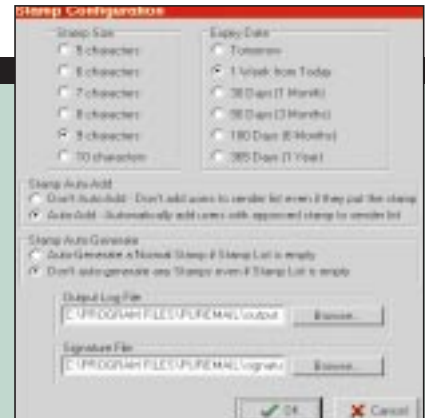 Stamp Configuration
Stamp Size
5 characters
6 characters
7 characters
8 characters
9 characters
10 characters
Expiry Date
Tomorrow
1 Week from Today
30 Days (1 Month)
90 Days (3 Months)
180 Days (6 Months)
365 Days (1 Year)
Stamp Auto Add
Don't Auto Add - Don't add users to sender list even if they put the stamp
Auto Add - Automatically add users with approved stamp to sender list
Stamp Auto Generate
Auto Generate a Normal Stamp if Stamp List is empty
Don't auto generate any Stamps even if Stamp List is empty
Output Log File
C:\PROGRAM FILES\PUREMAIL\output
Browse...
Signature File
C:\PROGRAM FILES\PUREMAIL\signatu
Browse...
OK
Cancel